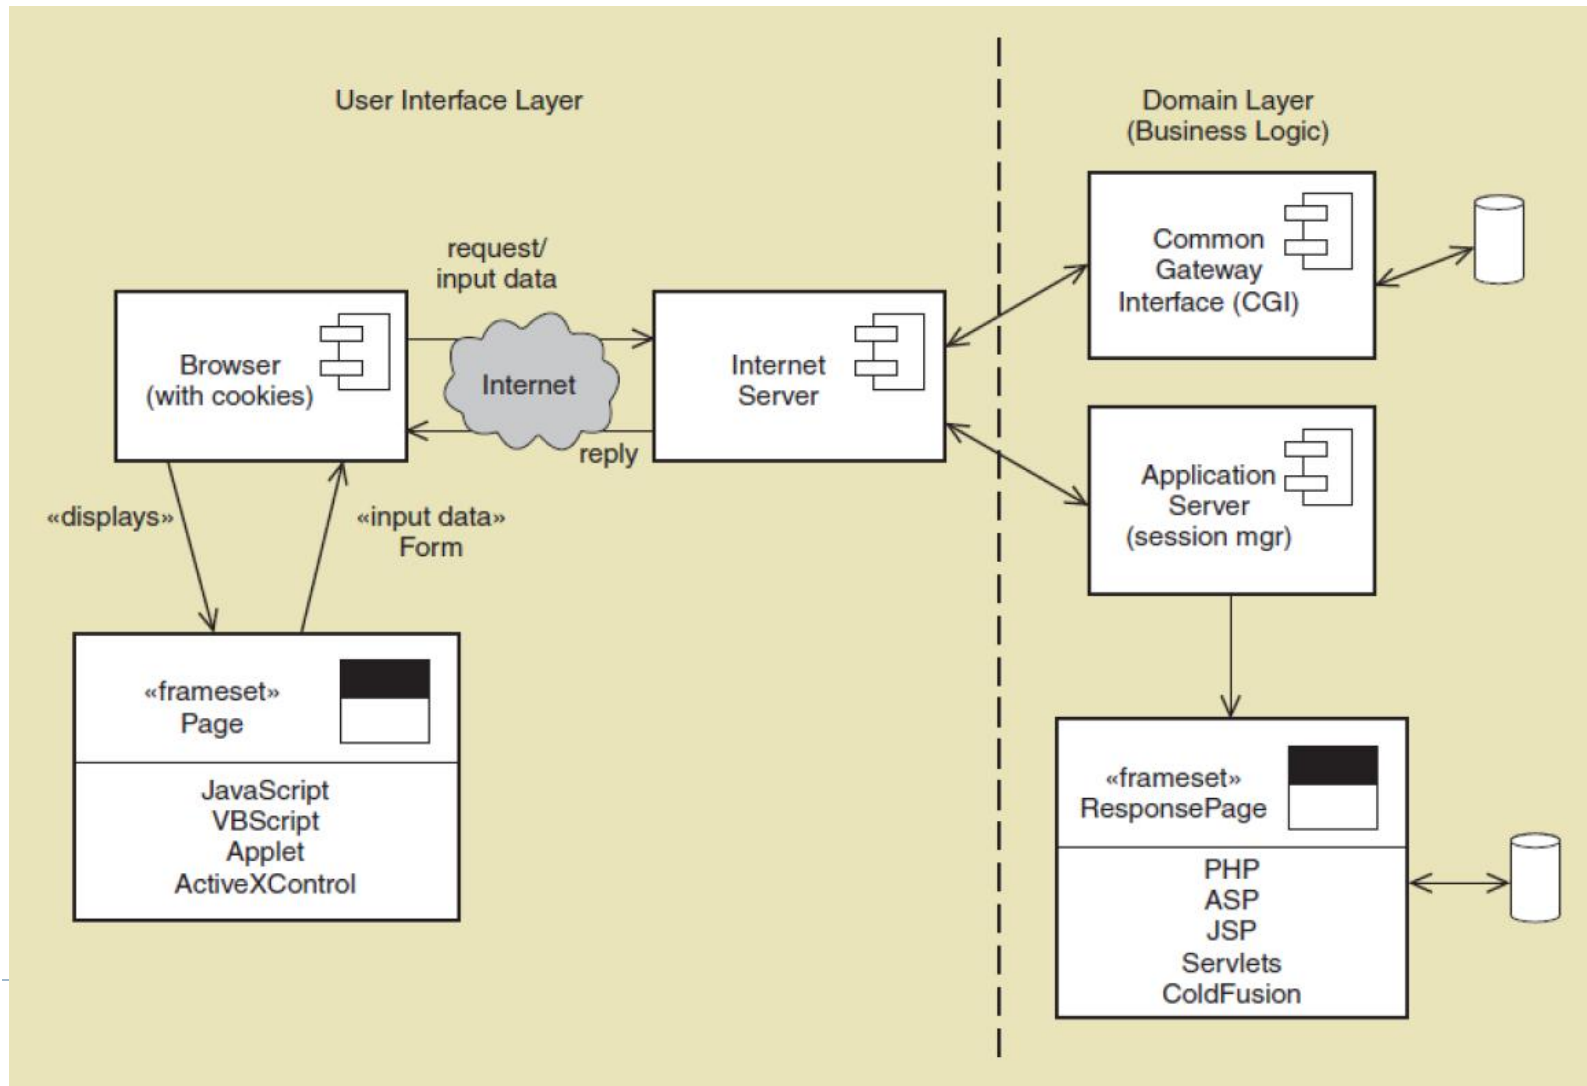 User Interface Layer
Domain Layer
(Business Logic)
request/
input data
Browser
(with cookies)
Internet
reply
Internet
Server
Common
Gateway
Interface (CGI)
Application
Server
(session mgr)
«displays»
«input data»
Form
«frameset»
Page
JavaScript
VBScript
Applet
ActiveXControl
«frameset»
ResponsePage
PHP
ASP
JSP
Servlets
ColdFusion